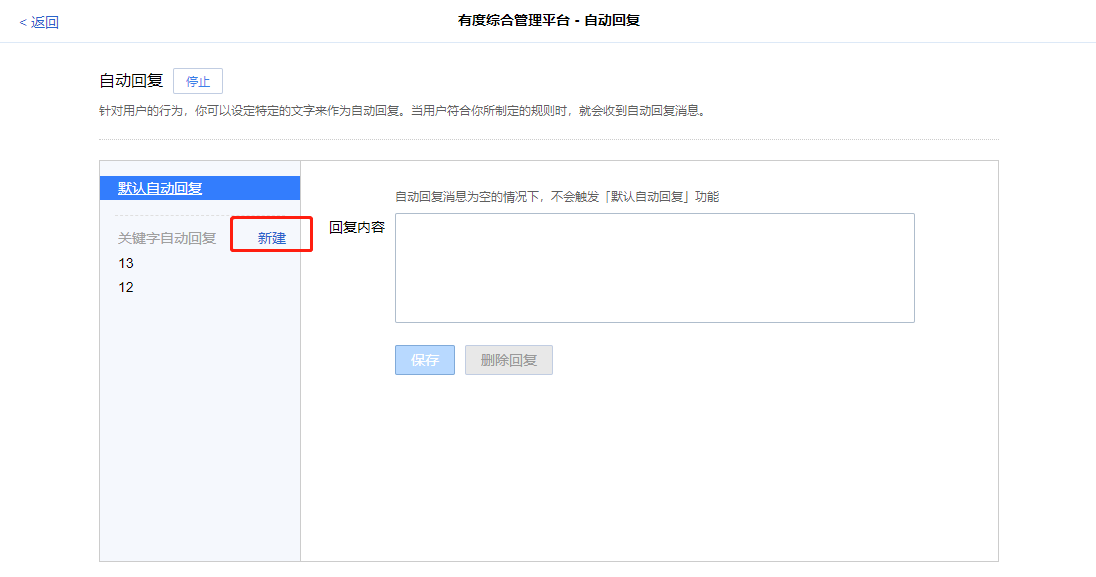 < 返回
有度综合管理平台 - 自动回复
自动回复 停止
针对用户的行为，你可以设定特定的文字来作为自动回复。当用户符合你所制定的规则时，就会收到自动回复消息。
默认自动回复
关键字自动回复 新建
13
12
自动回复消息为空的情况下，不会触发「默认自动回复」功能
回复内容
保存 删除回复